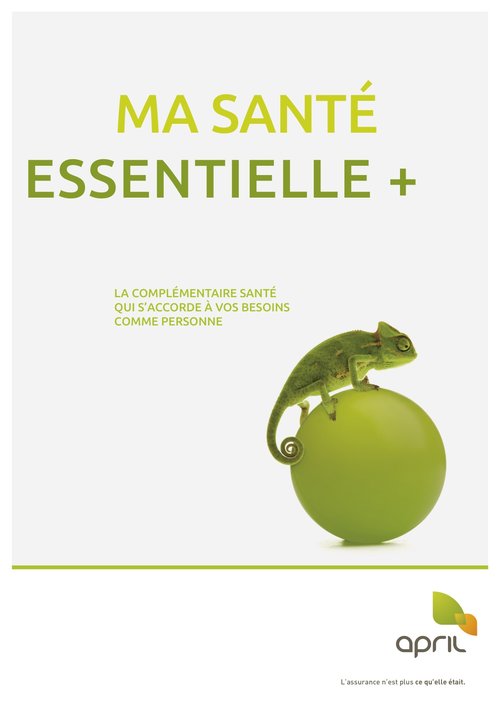 MA SANTÉ
ESSENTIELLE +
LA COMPLÉMENTAIRE SANTÉ
QUI S'ACCORDE À VOS BESOINS
COMME PERSONNE
april
L'assurance n'est plus ce qu'elle était.